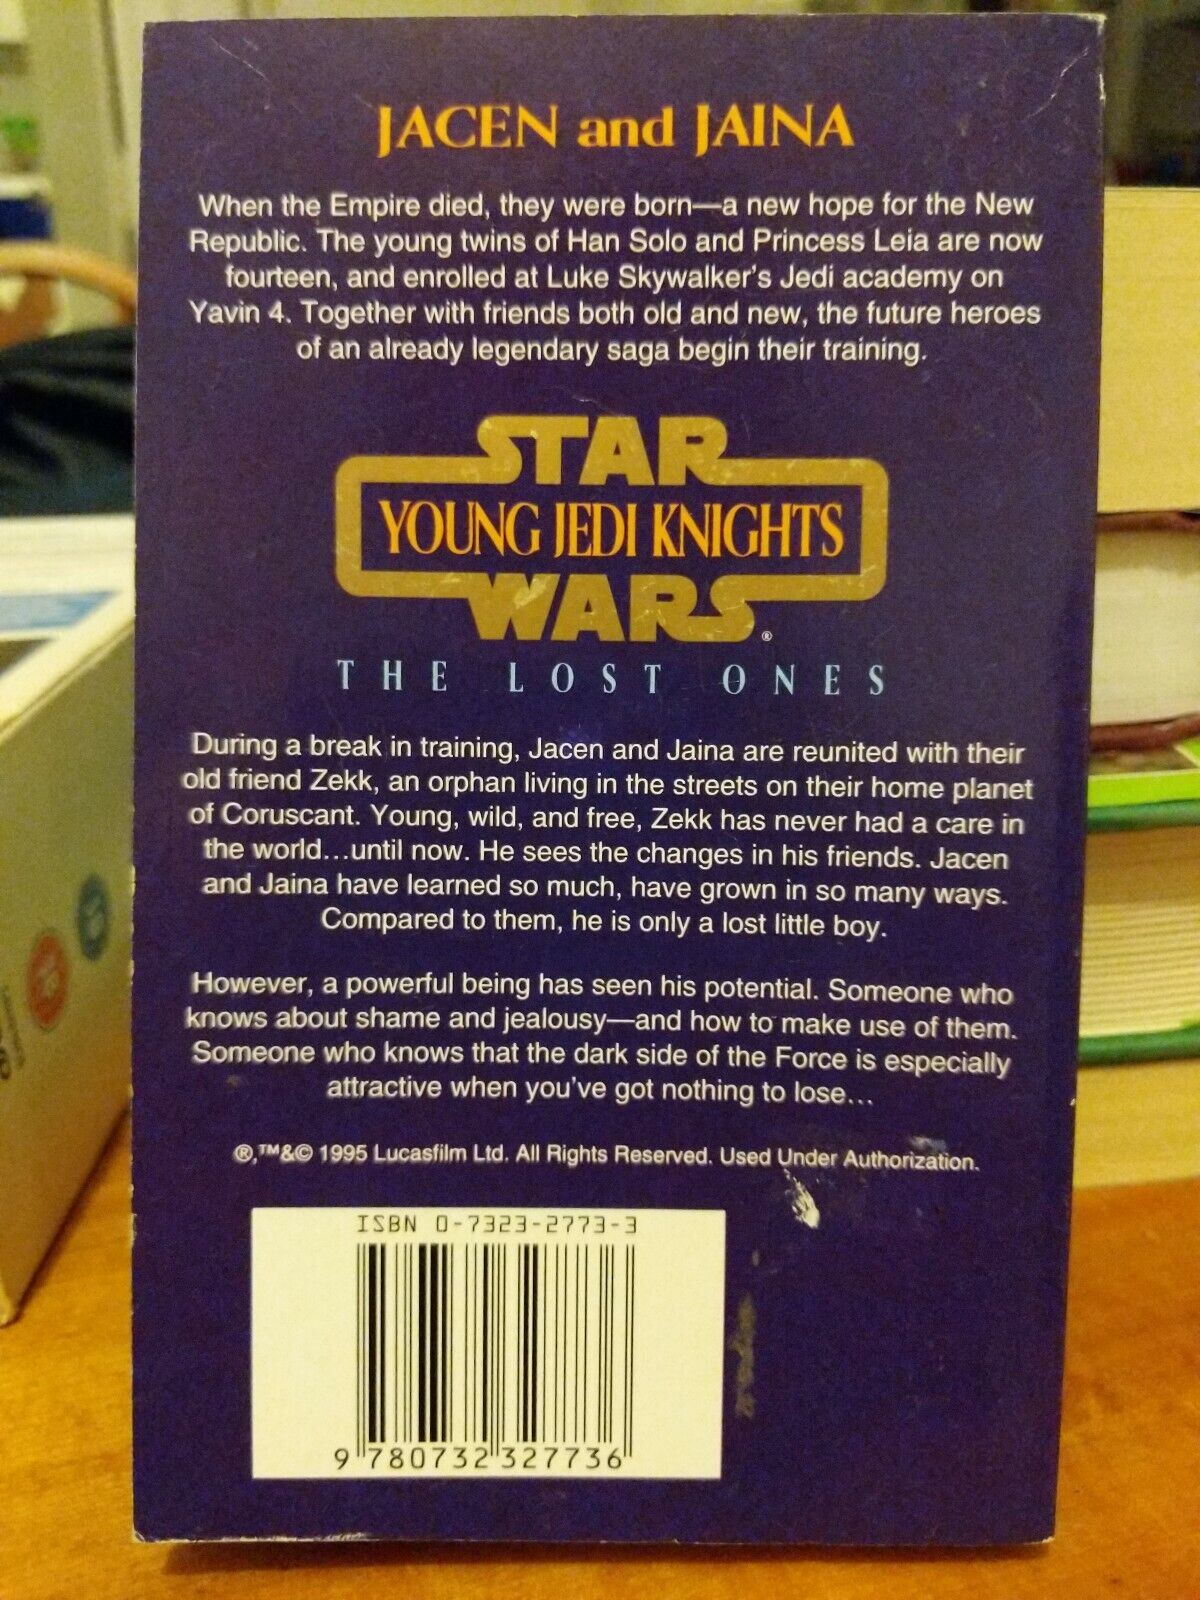 JACEN and JAINA
When the Empire died, they were born—a new hope for the New
Republic. The young twins of Han Solo and Princess Leia are now
fourteen, and enrolled at Luke Skywalker's Jedi academy on
Yavin 4. Together with friends both old and new, the future heroes
of an already legendary saga begin their training.
STAR
YOUNG JEDI KNIGHTS
WARS®
THE LOST ONES
During a break in training, Jacen and Jaina are reunited with their
old friend Zekk, an orphan living in the streets on their home planet
of Coruscant. Young, wild, and free, Zekk has never had a care in
the world...until now. He sees the changes in his friends. Jacen
and Jaina have learned so much, have grown in so many ways.
Compared to them, he is only a lost little boy.
However, a powerful being has seen his potential. Someone who
knows about shame and jealousy—and how to make use of them.
Someone who knows that the dark side of the Force is especially
attractive when you've got nothing to lose...
®,™&© 1995 Lucasfilm Ltd. All Rights Reserved. Used Under Authorization.
ISBN 0-7323-2773-3
9 780732 327736